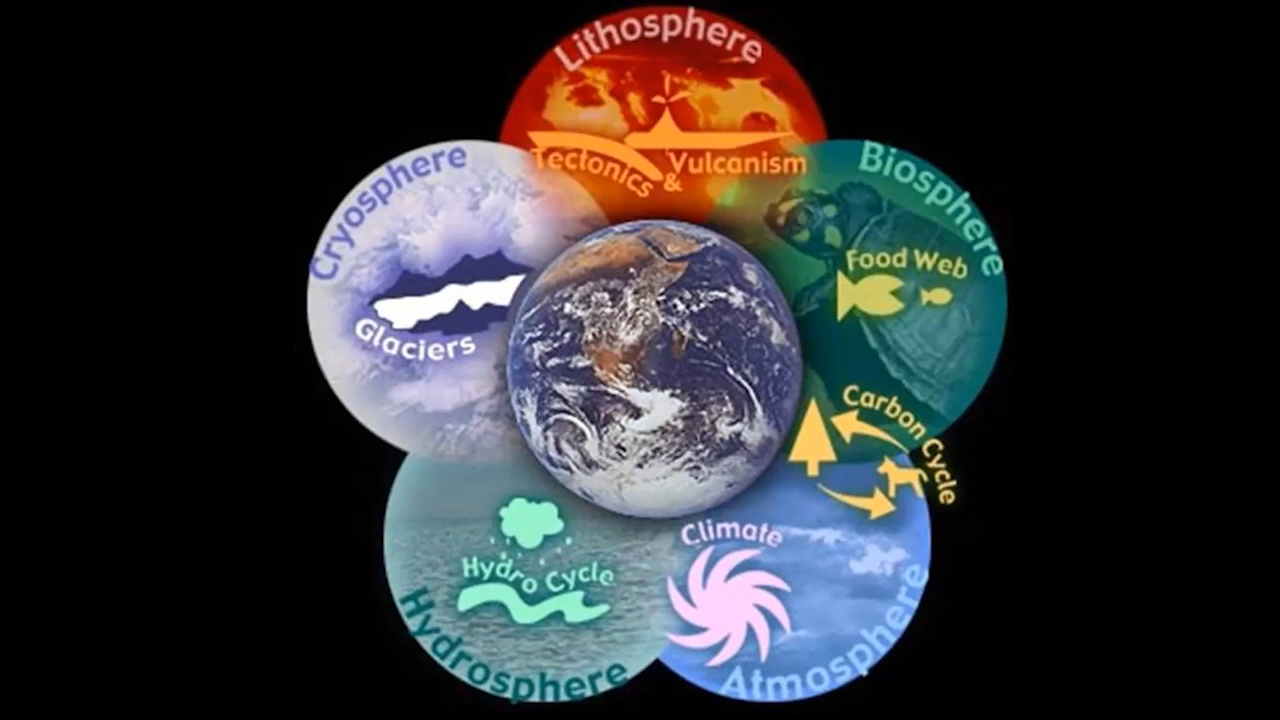 Lithosphere
Tectonics
&
Vulcanism
Cryosphere
Glaciers
Biosphere
Food Web
Carbon Cycle
Hydro Cycle
Hydrosphere
Climate
Atmosphere